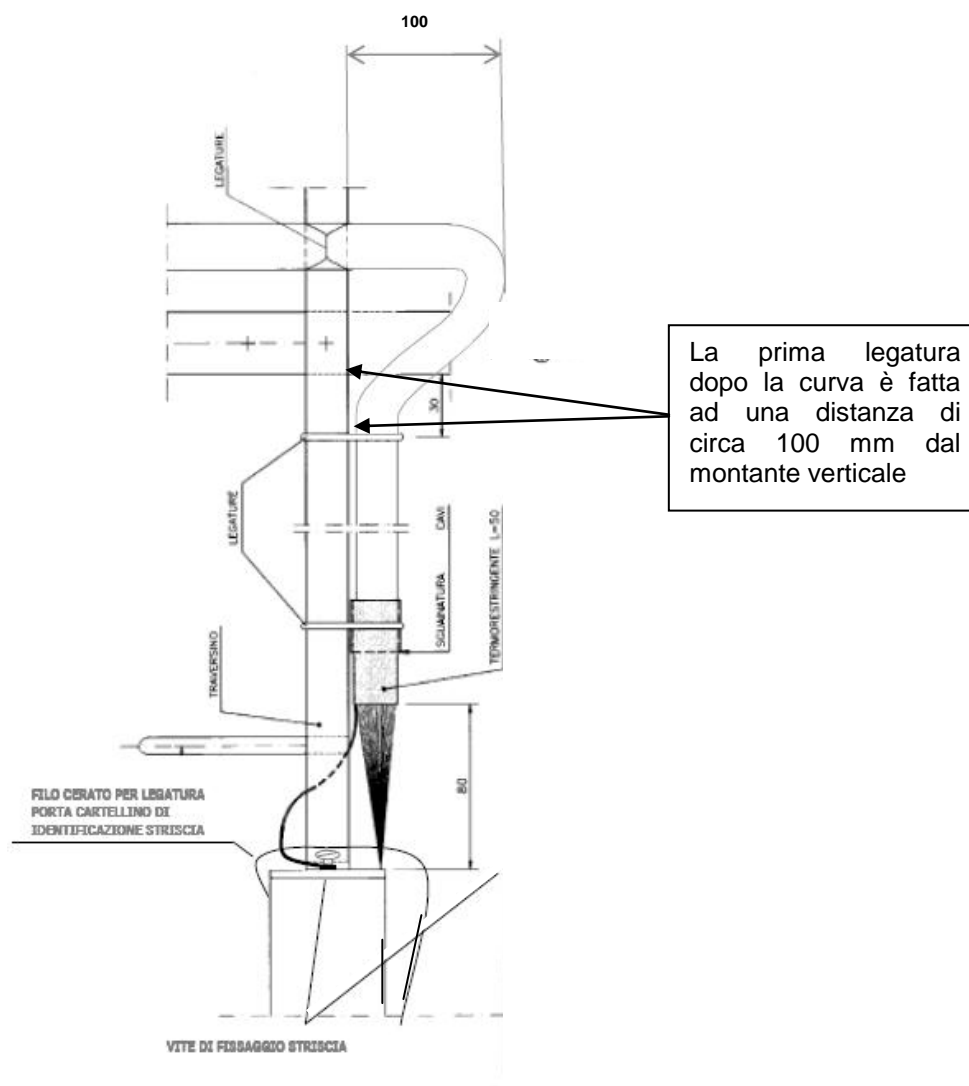 100
LEGATURE
La prima legatura
dopo la curva è fatta
ad una distanza di
circa 100 mm dal
montante verticale
30
LEGATURE
SGUAINATURA CAVI
TERMORESTRINGENTE L=50
TRAVERSINO
80
FILO CERATO PER LEGATURA
PORTA CARTELLINO DI
IDENTIFICAZIONE STRISCIA
VITE DI FISSAGGIO STRISCIA